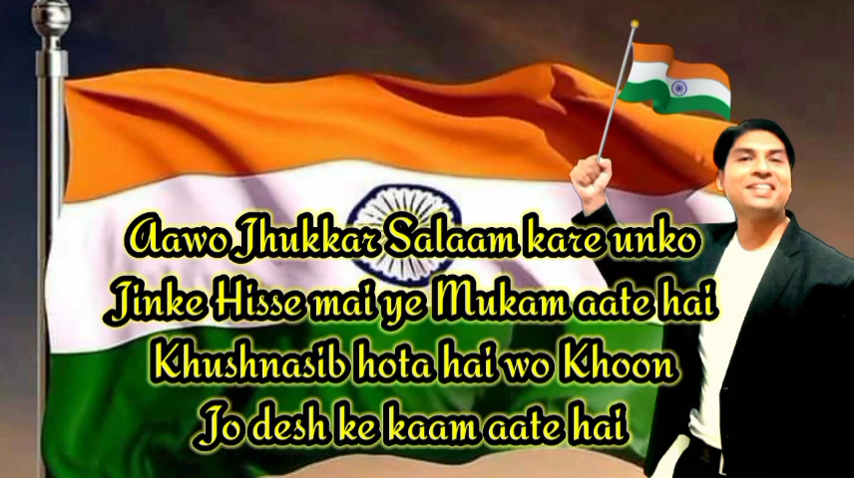 Aawo Jhukkar Salaam kare unko
Jinke Hisse mai ye Mukam aate hai
Khushnasib hota hai wo Khoon
Jo desh ke kaam aate hai